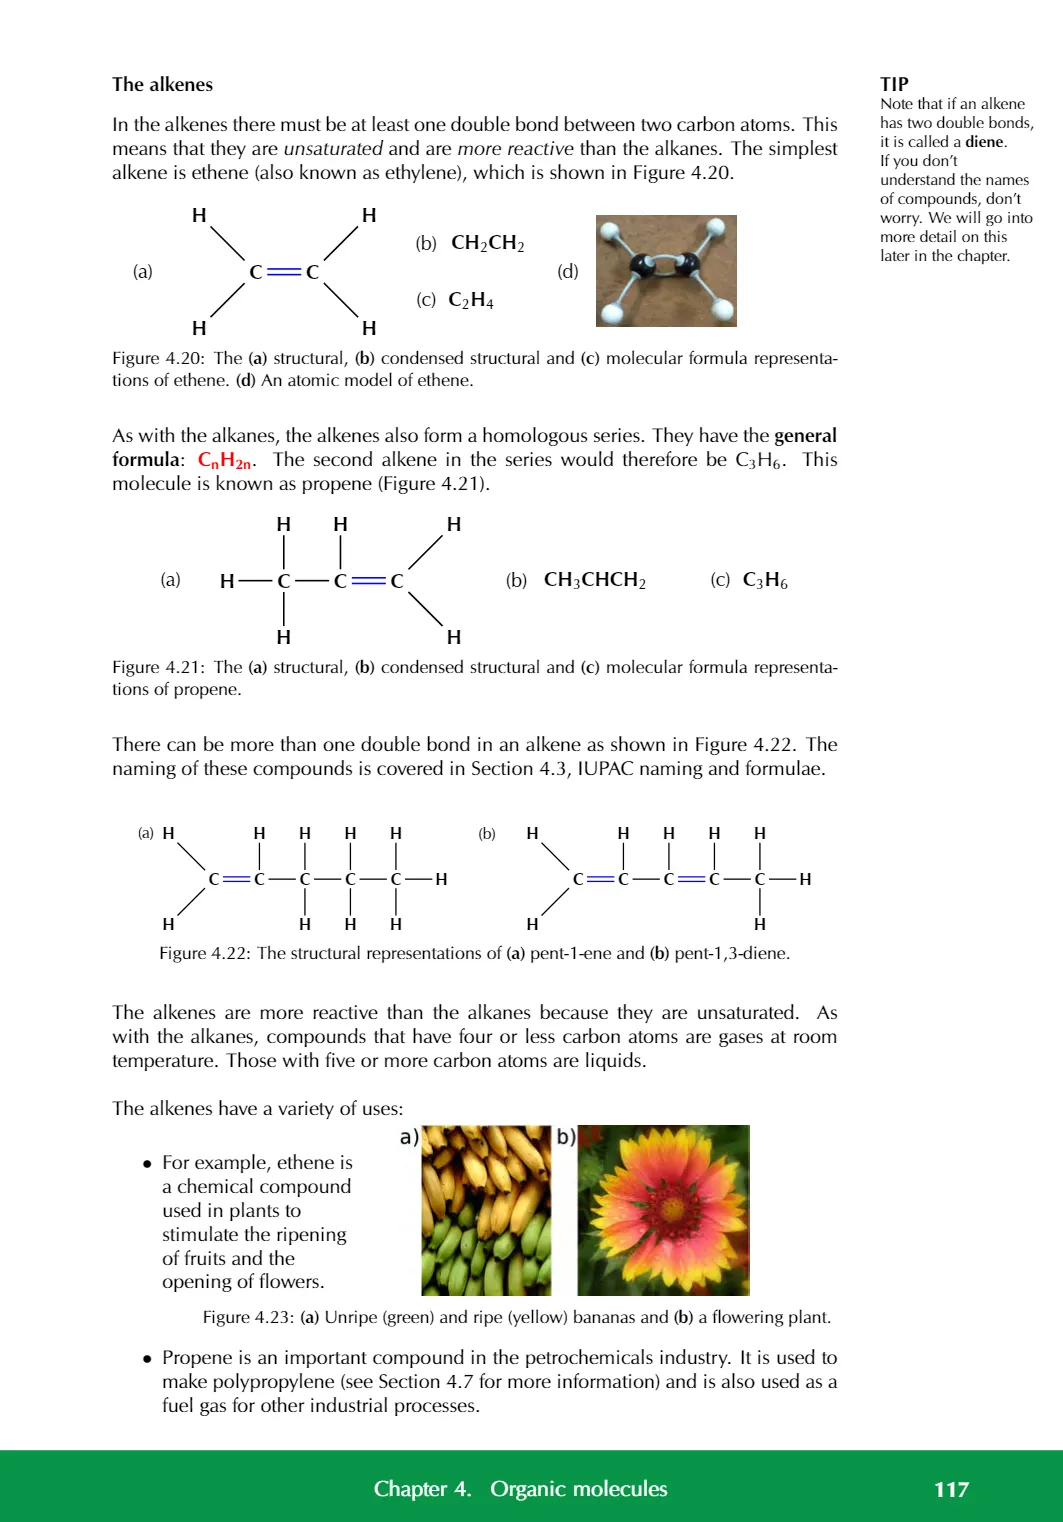 The alkenes
In the alkenes there must be at least one double bond between two carbon atoms. This
means that they are unsaturated and are more reactive than the alkanes. The simplest
alkene is ethene (also known as ethylene), which is shown in Figure 4.20.
TIP
Note that if an alkene
has two double bonds,
it is called a diene.
If you don't
understand the names
of compounds, don't
worry. We will go into
more detail on this
later in the chapter.
H H
(b) CH₂CH₂
(a) C C (d)
(c) C₂H₄
H H
Figure 4.20: The (a) structural, (b) condensed structural and (c) molecular formula representa-
tions of ethene. (d) An atomic model of ethene.
As with the alkanes, the alkenes also form a homologous series. They have the general
formula: CₙH₂ₙ. The second alkene in the series would therefore be C₃H₆. This
molecule is known as propene (Figure 4.21).
H H H
(a) H C C C (b) CH₃CHCH₂ (c) C₃H₆
H H
Figure 4.21: The (a) structural, (b) condensed structural and (c) molecular formula representa-
tions of propene.
There can be more than one double bond in an alkene as shown in Figure 4.22. The
naming of these compounds is covered in Section 4.3, IUPAC naming and formulae.
(a) H H H H H (b) H H H H H
C C C C C H C C C C C H
H H H H H H
Figure 4.22: The structural representations of (a) pent-1-ene and (b) pent-1,3-diene.
The alkenes are more reactive than the alkanes because they are unsaturated. As
with the alkanes, compounds that have four or less carbon atoms are gases at room
temperature. Those with five or more carbon atoms are liquids.
The alkenes have a variety of uses:
• For example, ethene is
a chemical compound
used in plants to
stimulate the ripening
of fruits and the
opening of flowers.
a) b)
Figure 4.23: (a) Unripe (green) and ripe (yellow) bananas and (b) a flowering plant.
• Propene is an important compound in the petrochemicals industry. It is used to
make polypropylene (see Section 4.7 for more information) and is also used as a
fuel gas for other industrial processes.
Chapter 4. Organic molecules 117